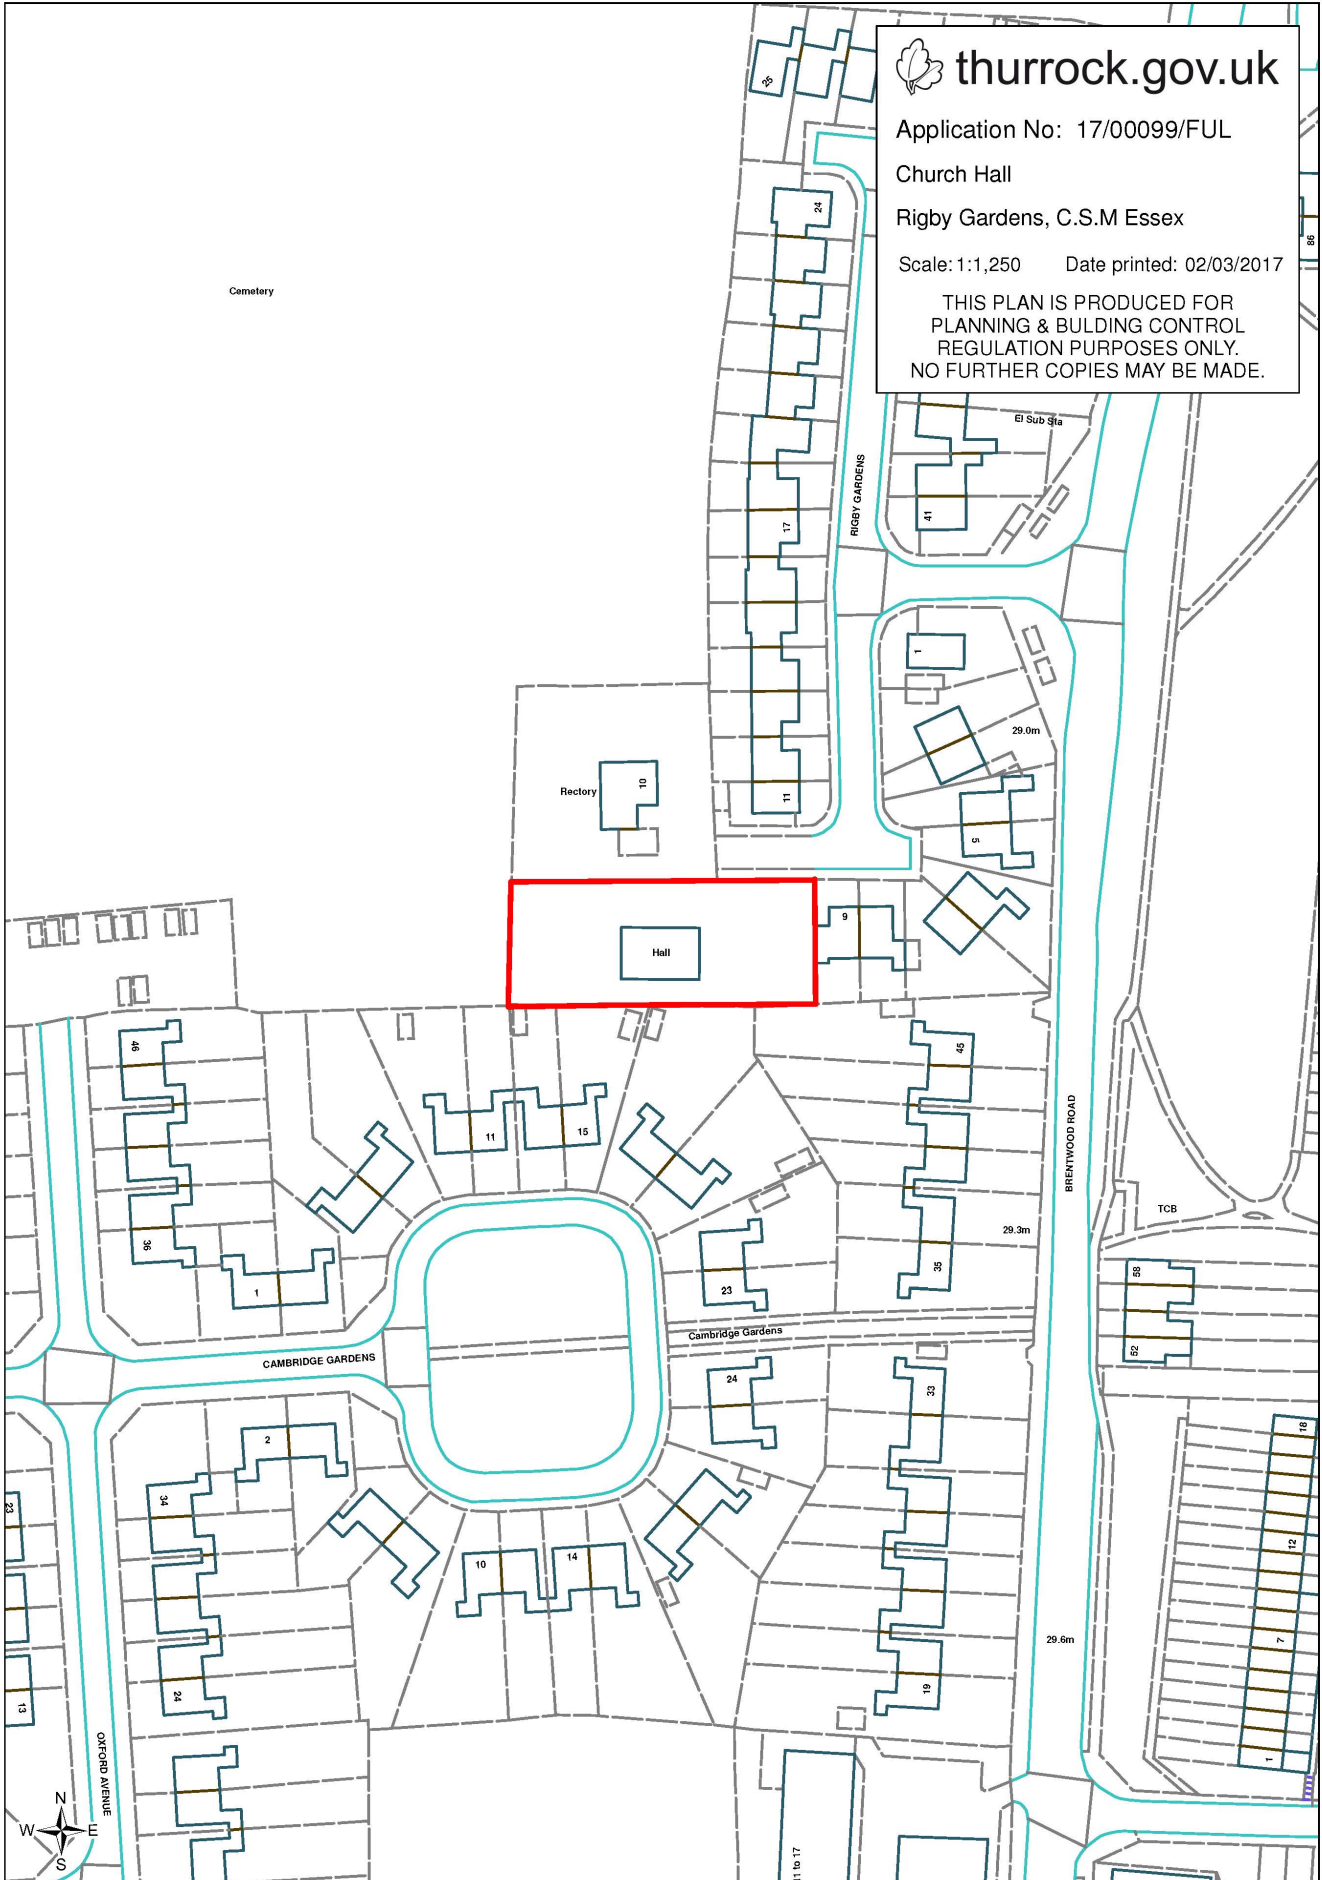 thurrock.gov.uk
Application No: 17/00099/FUL
Church Hall
Rigby Gardens, C.S.M Essex
Scale: 1:1,250 Date printed: 02/03/2017
THIS PLAN IS PRODUCED FOR
PLANNING & BULDING CONTROL
REGULATION PURPOSES ONLY.
NO FURTHER COPIES MAY BE MADE.
25
24
86
Cemetery
El Sub Sta
RIGBY GARDENS
41
17
1
29.0m
Rectory
10
11
5
9
Hall
46
45
11
15
BRENTWOOD ROAD
TCB
36
29.3m
35
58
1
23
Cambridge Gardens
52
CAMBRIDGE GARDENS
24
33
18
2
34
23
12
10
14
29.6m
7
24
19
13
1
OXFORD AVENUE
N
W E
S
1 to 17